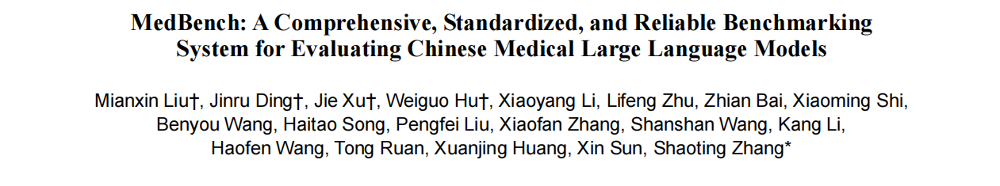 MedBench: A Comprehensive, Standardized, and Reliable Benchmarking
System for Evaluating Chinese Medical Large Language Models
Mianxin Liu†, Jinru Ding†, Jie Xu†, Weiguo Hu†, Xiaoyang Li, Lifeng Zhu, Zhian Bai, Xiaoming Shi,
Benyou Wang, Haitao Song, Pengfei Liu, Xiaofan Zhang, Shanshan Wang, Kang Li,
Haofen Wang, Tong Ruan, Xuanjing Huang, Xin Sun, Shaoting Zhang*